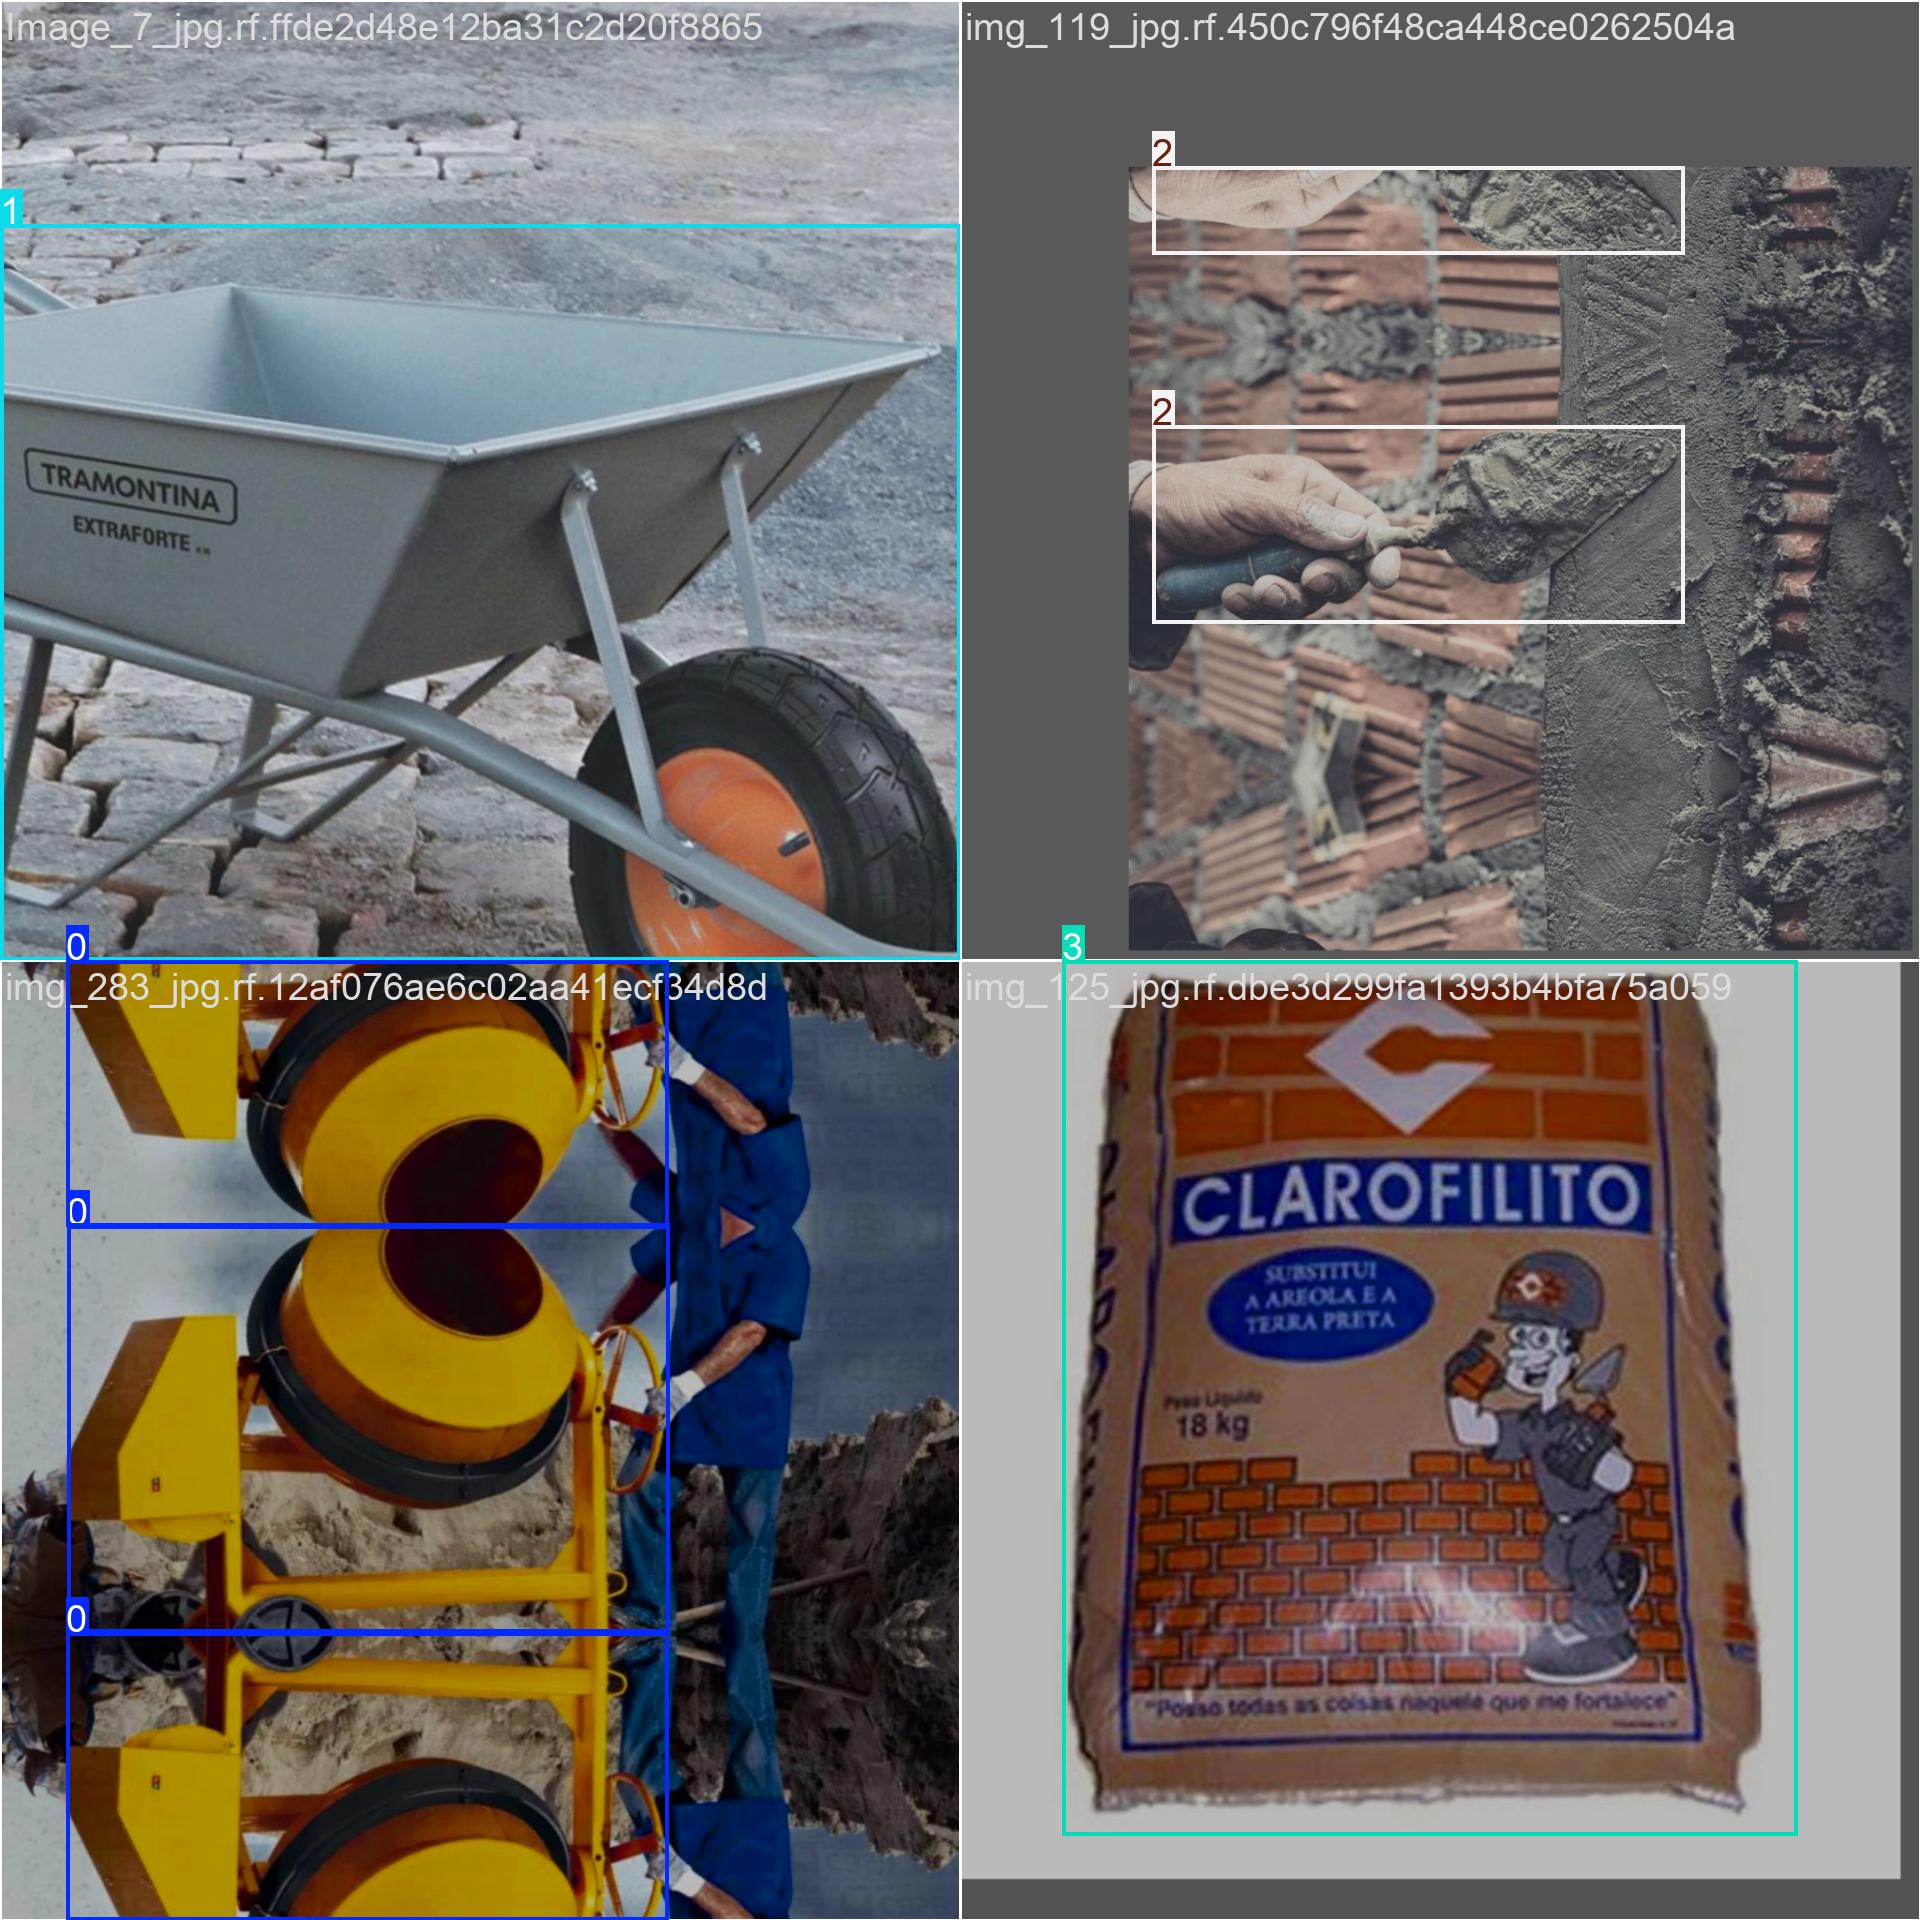 Image_7_jpg.rf.ffde2d48e12ba31c2d20f8865
img_119_jpg.rf.450c796f48ca448ce0262504a
2
1
2
TRAMONTINA
EXTRAFORTE
0
3
img_283_jpg.rf.12af076ae6c02aa41ecf34d8d
img_125_jpg.rf.dbe3d299fa1393b4bfa75a059
CLAROFILITO
0
SUBSTITUI
A AREOLA E A
TERRA PRETA
Peso Líquido
18 kg
0
"Posso todas as coisas naquele que me fortalece"